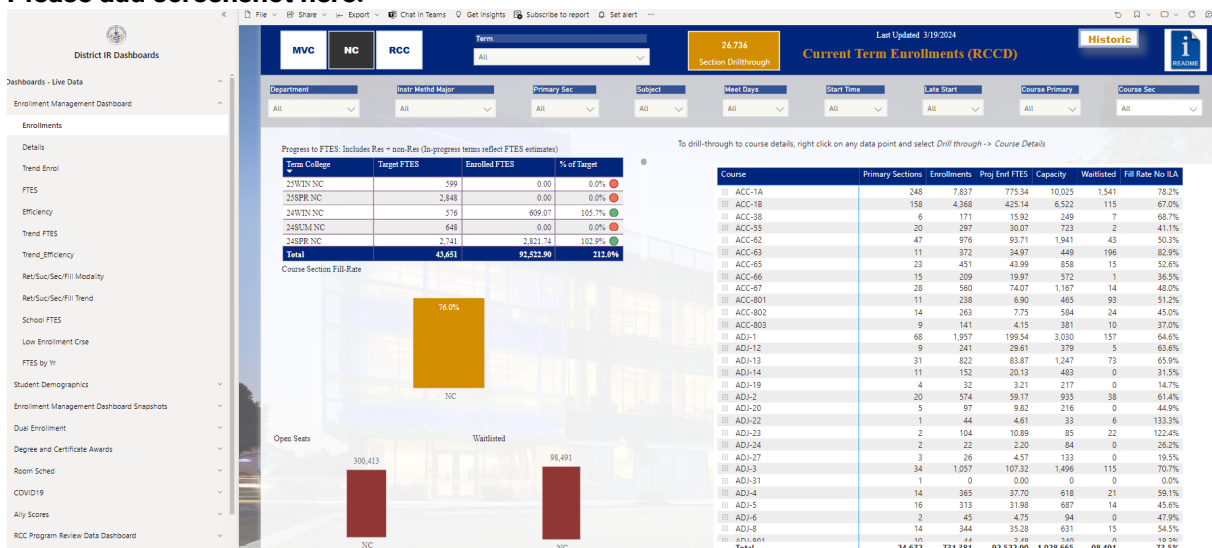 Please add screenshot here:
File Share Export Chat in Teams Get insights Subscribe to report Set alert ...
District IR Dashboards
Dashboards - Live Data
Enrollment Management Dashboard
Enrollments
Details
Trend Enrol
FTES
Efficiency
Trend FTES
Trend_Efficiency
Ret/Suc/Sec/Fill Modality
Ret/Suc/Sec/Fill Trend
School FTES
Low Enrollment Crse
FTES by Yr
Student Demographics
Enrollment Management Dashboard Snapshots
Dual Enrollment
Degree and Certificate Awards
Room Sched
COVID19
Ally Scores
RCC Program Review Data Dashboard
MVC NC RCC
Term
All
26,736
Section Drillthrough
Last Updated 3/19/2024
Current Term Enrollments (RCCD)
Historic
i
README
Department Instr Methd Major Primary Sec Subject Meet Days Start Time Late Start Course Primary Course Sec
All All All All All All All All All
Progress to FTES: Includes Res + non-Res (In-progress terms reflect FTES estimates)
Term College Target FTES Enrolled FTES % of Target
25WIN NC 599 0.00 0.0%
25SPR NC 2,848 0.00 0.0%
24WIN NC 576 609.07 105.7%
24SUM NC 648 0.00 0.0%
24SPR NC 2,741 2,821.74 102.9%
Total 43,651 92,522.90 212.0%
Course Section Fill-Rate
76.0%
NC
Open Seats
300,413
NC
Waitlisted
98,491
NC
To drill-through to course details, right click on any data point and select Drill through -> Course Details
Course Primary Sections Enrollments Proj Enrl FTES Capacity Waitlisted Fill Rate No ILA
ACC-1A 248 7,837 775.34 10,025 1,541 78.2%
ACC-1B 158 4,368 425.14 6,522 115 67.0%
ACC-38 6 171 15.92 249 7 68.7%
ACC-55 20 297 30.07 723 2 41.1%
ACC-62 47 976 93.71 1,941 43 50.3%
ACC-63 11 372 34.97 449 196 82.9%
ACC-65 23 451 43.99 858 15 52.6%
ACC-66 15 209 19.97 572 1 36.5%
ACC-67 28 560 74.07 1,167 14 48.0%
ACC-801 11 238 6.90 465 93 51.2%
ACC-802 14 263 7.75 584 24 45.0%
ACC-803 9 141 4.15 381 10 37.0%
ADJ-1 68 1,957 199.54 3,030 157 64.6%
ADJ-12 9 241 29.61 379 5 63.6%
ADJ-13 31 822 83.87 1,247 73 65.9%
ADJ-14 11 152 20.13 483 0 31.5%
ADJ-19 4 32 3.21 217 0 14.7%
ADJ-2 20 574 59.17 935 38 61.4%
ADJ-20 5 97 9.82 216 0 44.9%
ADJ-22 1 44 4.61 33 6 133.3%
ADJ-23 2 104 10.89 85 22 122.4%
ADJ-24 2 22 2.20 84 0 26.2%
ADJ-27 3 26 4.57 133 0 19.5%
ADJ-3 34 1,057 107.32 1,496 115 70.7%
ADJ-31 1 0 0.00 0 0 0.0%
ADJ-4 14 365 37.70 618 21 59.1%
ADJ-5 16 313 31.98 687 14 45.6%
ADJ-6 2 45 4.75 94 0 47.9%
ADJ-8 14 344 35.28 631 15 54.5%
ADJ-801 10 44 3.48 240 0 18.3%
Total 24,672 731,381 92,522.90 1,028,665 98,491 73.5%